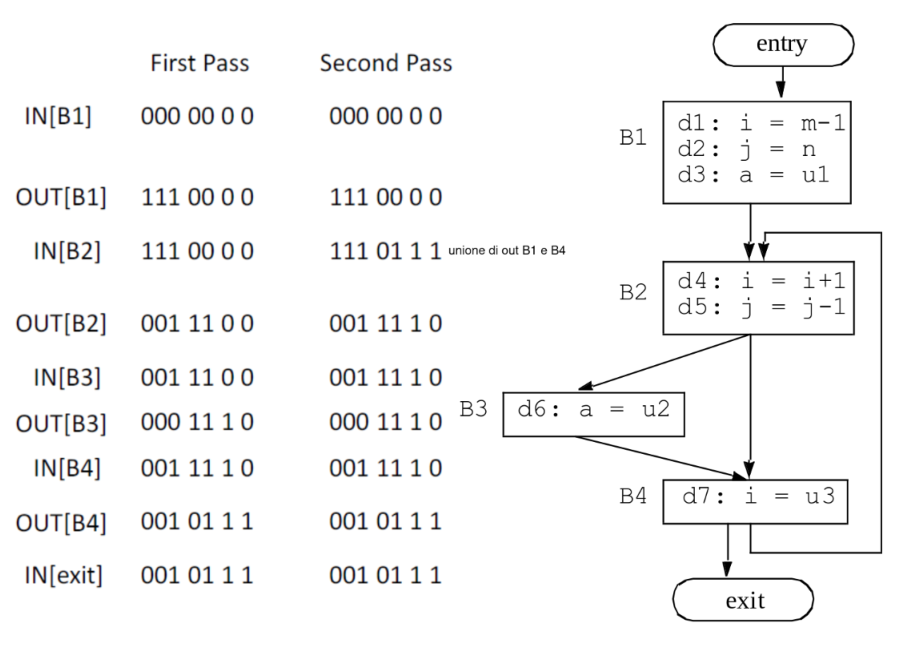 First Pass Second Pass
IN[B1] 000 00 0 0 000 00 0 0
OUT[B1] 111 00 0 0 111 00 0 0
IN[B2] 111 00 0 0 111 01 1 1 unione di out B1 e B4
OUT[B2] 001 11 0 0 001 11 1 0
IN[B3] 001 11 0 0 001 11 1 0
OUT[B3] 000 11 1 0 000 11 1 0
IN[B4] 001 11 1 0 001 11 1 0
OUT[B4] 001 01 1 1 001 01 1 1
IN[exit] 001 01 1 1 001 01 1 1
entry
B1
d1: i = m-1
d2: j = n
d3: a = u1
B2
d4: i = i+1
d5: j = j-1
B3 d6: a = u2
B4 d7: i = u3
exit